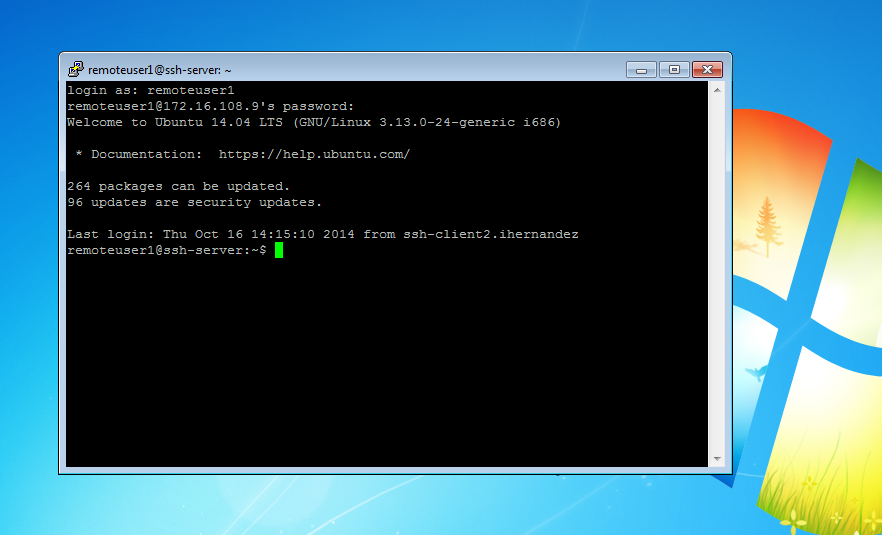 remoteuser1@ssh-server: ~
login as: remoteuser1
remoteuser1@172.16.108.9's password:
Welcome to Ubuntu 14.04 LTS (GNU/Linux 3.13.0-24-generic i686)
* Documentation:  https://help.ubuntu.com/
264 packages can be updated.
96 updates are security updates.
Last login: Thu Oct 16 14:15:10 2014 from ssh-client2.ihernandez
remoteuser1@ssh-server:~$